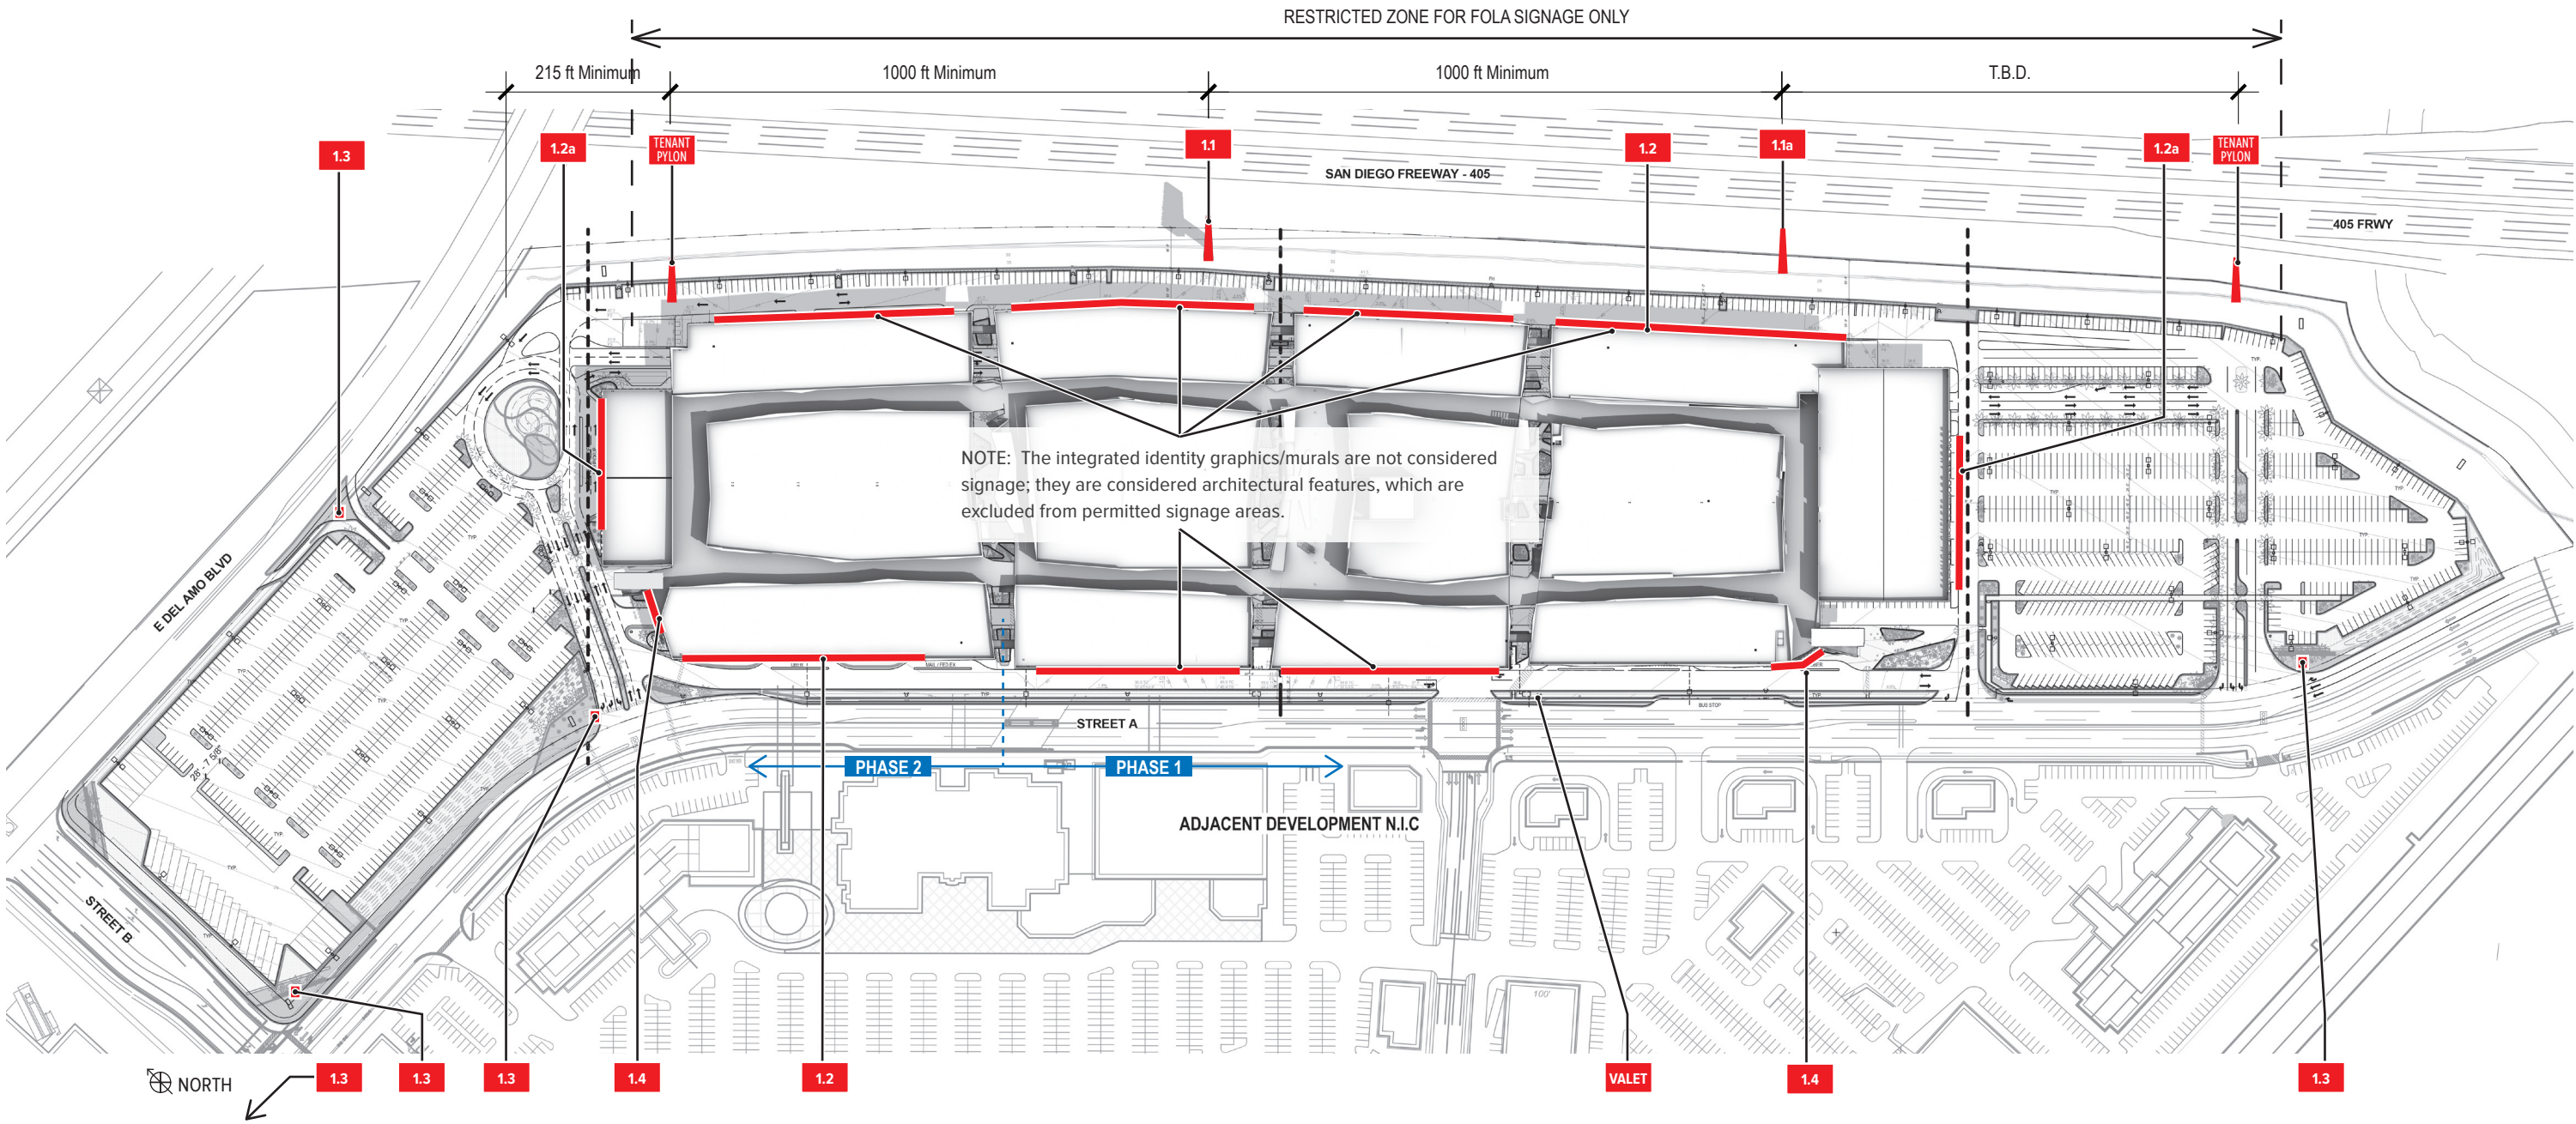 RESTRICTED ZONE FOR FOLA SIGNAGE ONLY
215 ft Minimum
1000 ft Minimum
1000 ft Minimum
T.B.D.
1.3
1.2a
TENANT
PYLON
1.1
1.2
1.1a
1.2a
TENANT
PYLON
SAN DIEGO FREEWAY - 405
405 FRWY
NOTE: The integrated identity graphics/murals are not considered
signage; they are considered architectural features, which are
excluded from permitted signage areas.
E DEL AMO BLVD
STREET A
BUS STOP
PHASE 2
PHASE 1
ADJACENT DEVELOPMENT N.I.C
STREET B
100'
NORTH
1.3
1.3
1.3
1.4
1.2
VALET
1.4
1.3